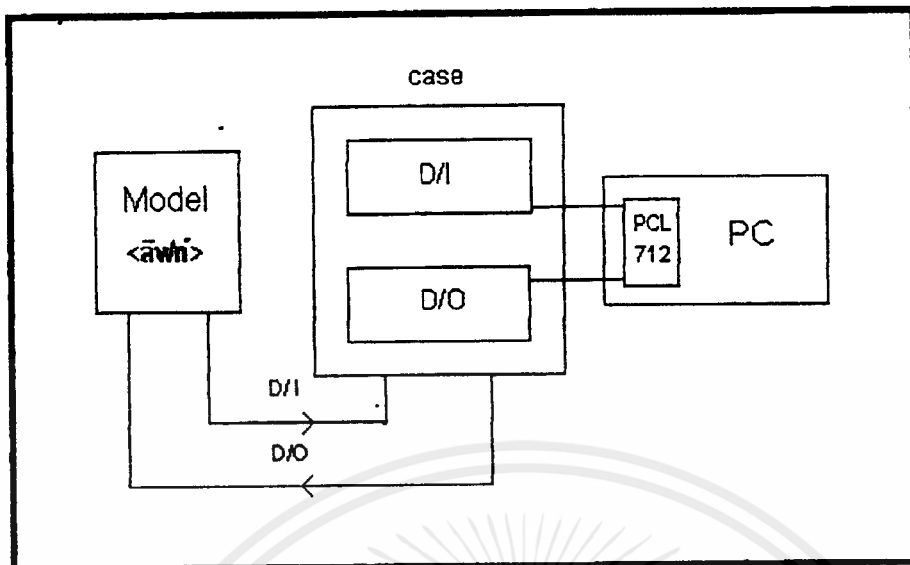 case
D/I
Model
<ลิฟท์>
PCL
712
PC
D/O
D/I
D/O